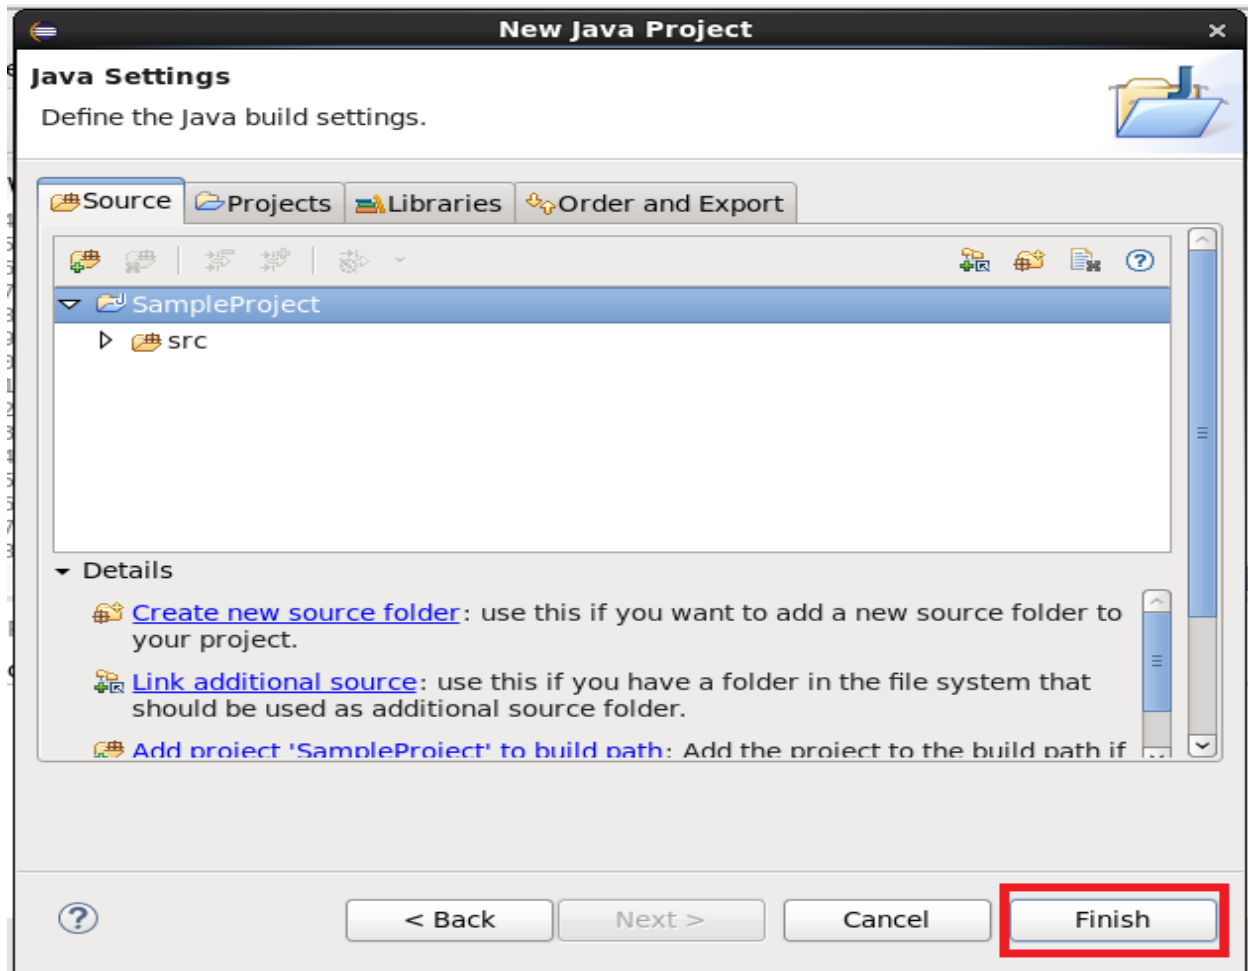 New Java Project
Java Settings
Define the Java build settings.
Source Projects Libraries Order and Export
SampleProject
src
Details
Create new source folder: use this if you want to add a new source folder to
your project.
Link additional source: use this if you have a folder in the file system that
should be used as additional source folder.
Add project 'SampleProject' to build path: Add the project to the build path if
< Back Next > Cancel Finish